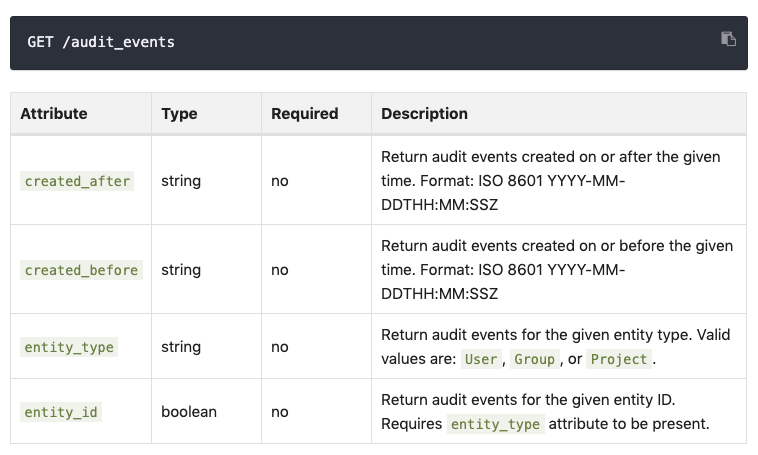 GET /audit_events
Attribute Type Required Description
created_after string no Return audit events created on or after the given
time. Format: ISO 8601 YYYY-MM-
DDTHH:MM:SSZ
created_before string no Return audit events created on or before the given
time. Format: ISO 8601 YYYY-MM-
DDTHH:MM:SSZ
entity_type string no Return audit events for the given entity type. Valid
values are: User, Group, or Project.
entity_id boolean no Return audit events for the given entity ID.
Requires entity_type attribute to be present.